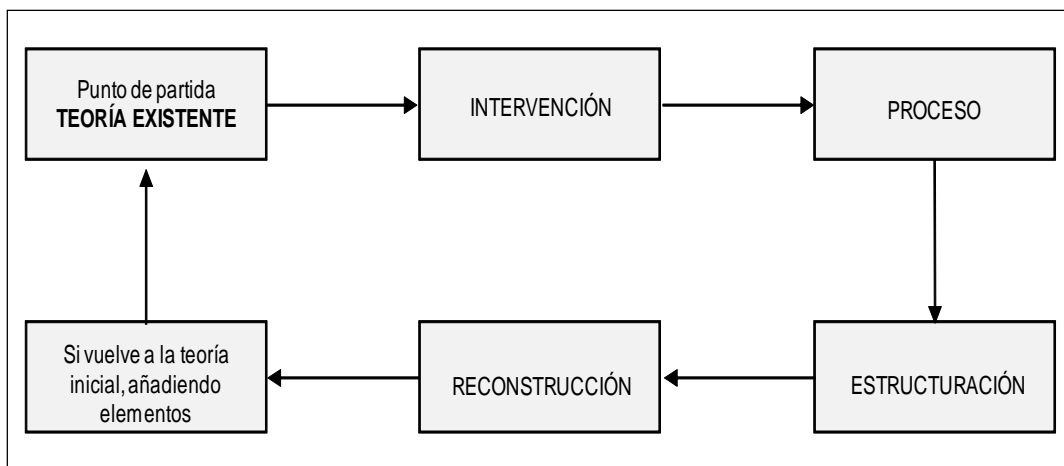 Punto de partida
TEORÍA EXISTENTE
INTERVENCIÓN
PROCESO
ESTRUCTURACIÓN
RECONSTRUCCIÓN
Si vuelve a la teoría
inicial, añadiendo
elementos